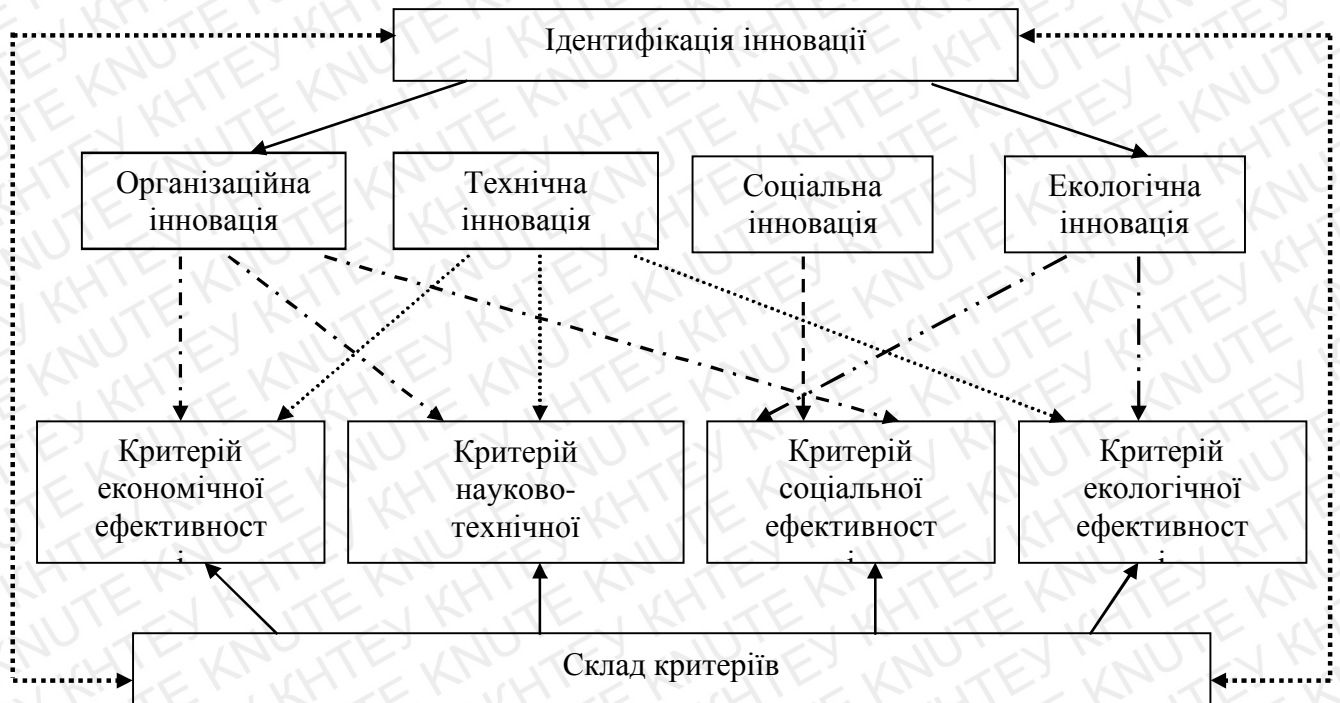 Ідентифікація інновації
Організаційна
інновація
Технічна
інновація
Соціальна
інновація
Екологічна
інновація
Критерій
економічної
ефективност
Критерій
науково-
технічної
Критерій
соціальної
ефективност
Критерій
екологічної
ефективност
Склад критеріїв